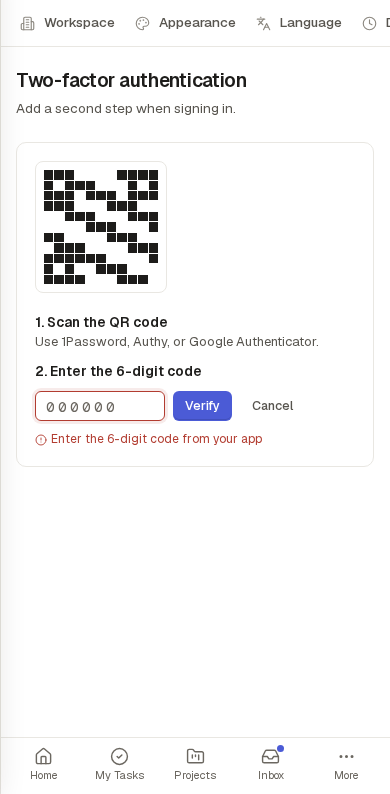 Workspace Appearance Language
Two-factor authentication
Add a second step when signing in.
1. Scan the QR code
Use 1Password, Authy, or Google Authenticator.
2. Enter the 6-digit code
000000 Verify Cancel
Enter the 6-digit code from your app
Home My Tasks Projects Inbox More